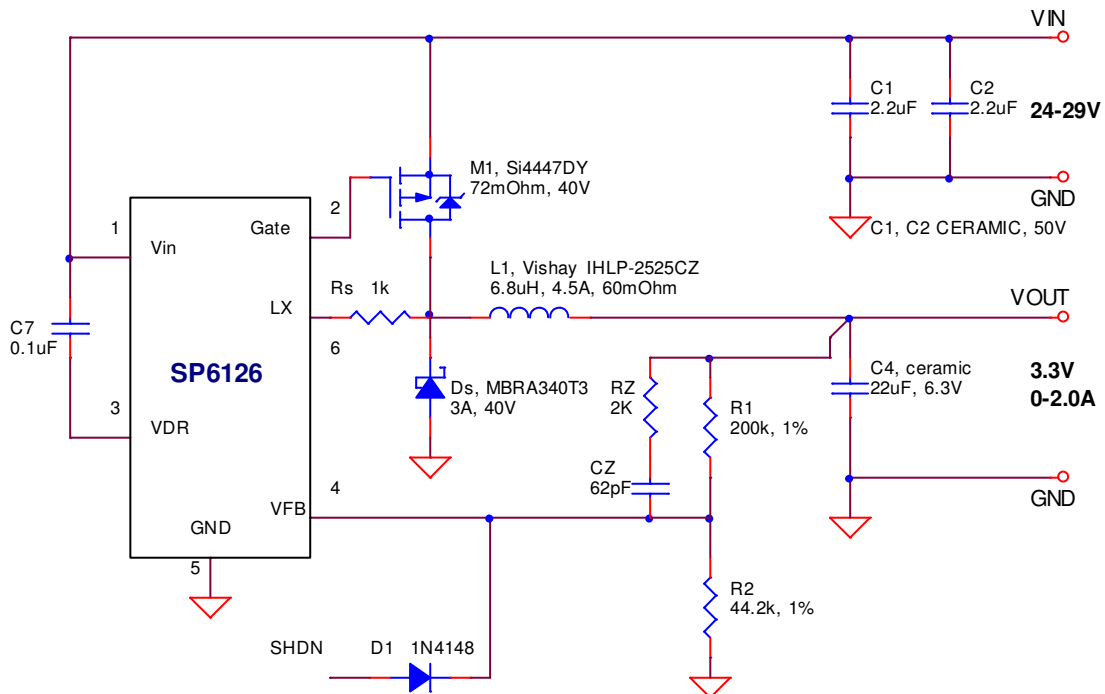 VIN
C1
2.2uF
C2
2.2uF
24-29V
GND
C1, C2 CERAMIC, 50V
M1, Si4447DY
72mOhm, 40V
1
2
Vin
Gate
L1, Vishay IHLP-2525CZ
6.8uH, 4.5A, 60mOhm
Rs 1k
LX
VOUT
C7
0.1uF
6
SP6126
C4, ceramic
22uF, 6.3V
3.3V
0-2.0A
Ds, MBRA340T3
3A, 40V
RZ
2K
R1
200k, 1%
3
VDR
CZ
62pF
4
VFB
GND
GND
5
R2
44.2k, 1%
SHDN
D1 1N4148